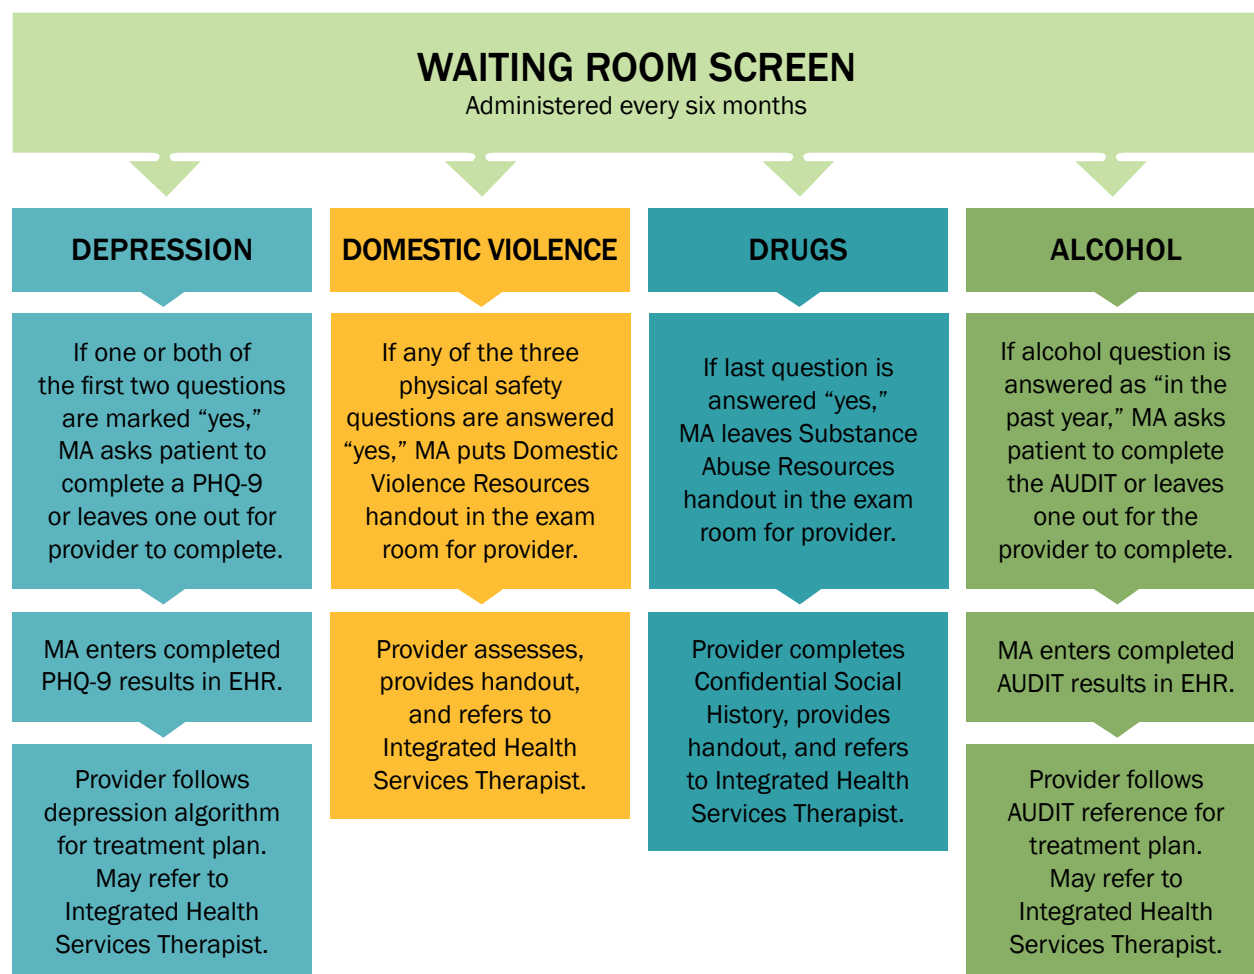 WAITING ROOM SCREEN
Administered every six months
DEPRESSION
If one or both of
the first two questions
are marked “yes,”
MA asks patient to
complete a PHQ-9
or leaves one out for
provider to complete.
MA enters completed
PHQ-9 results in EHR.
Provider follows
depression algorithm
for treatment plan.
May refer to
Integrated Health
Services Therapist.
DOMESTIC VIOLENCE
If any of the three
physical safety
questions are answered
“yes,” MA puts Domestic
Violence Resources
handout in the exam
room for provider.
Provider assesses,
provides handout,
and refers to
Integrated Health
Services Therapist.
DRUGS
If last question is
answered “yes,”
MA leaves Substance
Abuse Resources
handout in the exam
room for provider.
Provider completes
Confidential Social
History, provides
handout, and refers
to Integrated Health
Services Therapist.
ALCOHOL
If alcohol question is
answered as “in the
past year,” MA asks
patient to complete
the AUDIT or leaves
one out for the
provider to complete.
MA enters completed
AUDIT results in EHR.
Provider follows
AUDIT reference for
treatment plan.
May refer to
Integrated Health
Services Therapist.